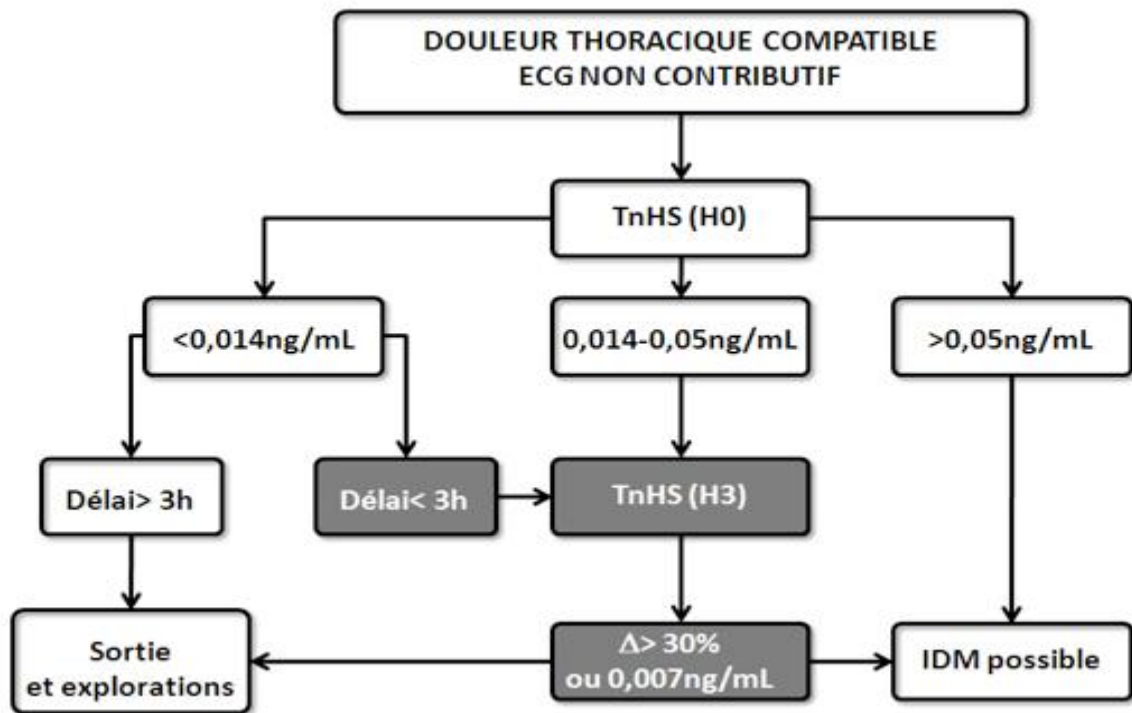 DOULEUR THORACIQUE COMPATIBLE
ECG NON CONTRIBUTIF
TnHS (H0)
<0,014ng/mL
0,014-0,05ng/mL
>0,05ng/mL
Délai> 3h
Délai< 3h
TnHS (H3)
Sortie
et explorations
Δ> 30%
ou 0,007ng/mL
IDM possible